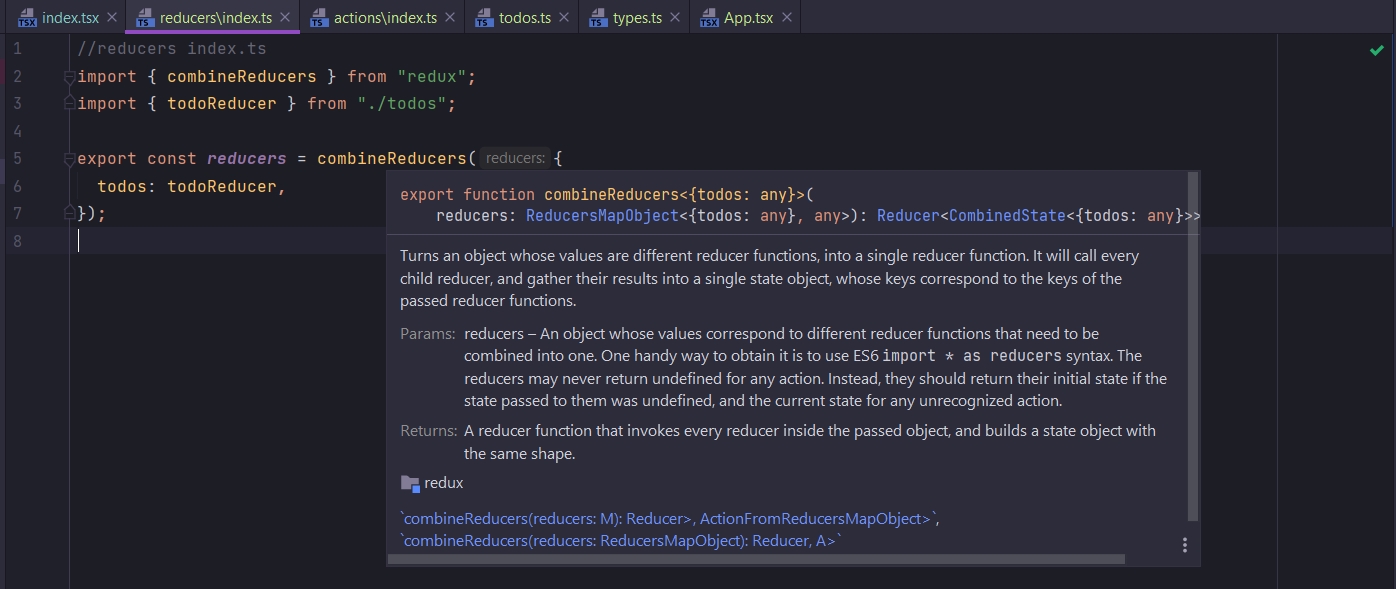 TSX index.tsx TS reducers\index.ts TS actions\index.ts TS todos.ts TS types.ts TSX App.tsx
1 //reducers index.ts
2 import { combineReducers } from "redux";
3 import { todoReducer } from "./todos";
4
5 export const reducers = combineReducers( reducers: {
6 todos: todoReducer,
7 });
8
export function combineReducers<{todos: any}>(
reducers: ReducersMapObject<{todos: any}, any>): Reducer<CombinedState<{todos: any}>>
Turns an object whose values are different reducer functions, into a single reducer function. It will call every
child reducer, and gather their results into a single state object, whose keys correspond to the keys of the
passed reducer functions.
Params: reducers – An object whose values correspond to different reducer functions that need to be
combined into one. One handy way to obtain it is to use ES6 import * as reducers syntax. The
reducers may never return undefined for any action. Instead, they should return their initial state if the
state passed to them was undefined, and the current state for any unrecognized action.
Returns: A reducer function that invokes every reducer inside the passed object, and builds a state object with
the same shape.
redux
`combineReducers(reducers: M): Reducer>, ActionFromReducersMapObject>`,
`combineReducers(reducers: ReducersMapObject): Reducer, A>`